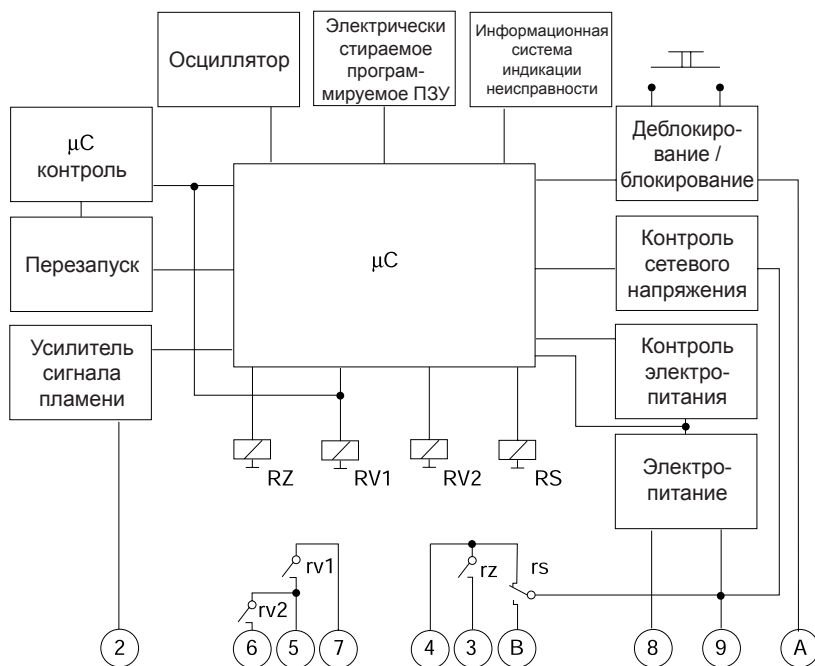 Осциллятор
Электрически
стираемое
програм-
мируемое ПЗУ
Информационная
система
индикации
неисправности
μC
контроль
Деблокиро-
вание /
блокирование
Перезапуск
μC
Контроль
сетевого
напряжения
Усилитель
сигнала
пламени
Контроль
электро-
питания
Электро-
питание
RZ
RV1
RV2
RS
rv1
rv2
rz
rs
2
6
5
7
4
3
B
8
9
A